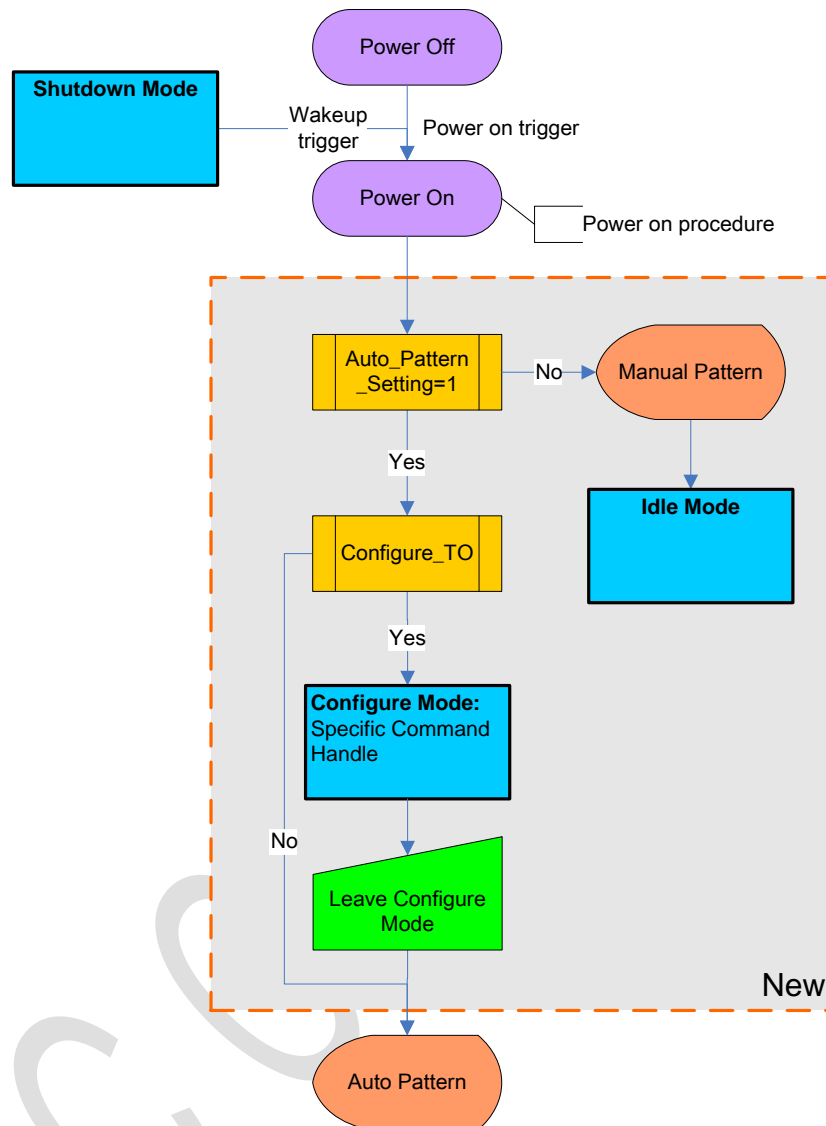 Power Off
Shutdown Mode
Wakeup
trigger
Power on trigger
Power On
Power on procedure
Auto_Pattern
_Setting=1
No
Manual Pattern
Yes
Idle Mode
Configure_TO
Yes
Configure Mode:
Specific Command
Handle
No
Leave Configure
Mode
New
Auto Pattern